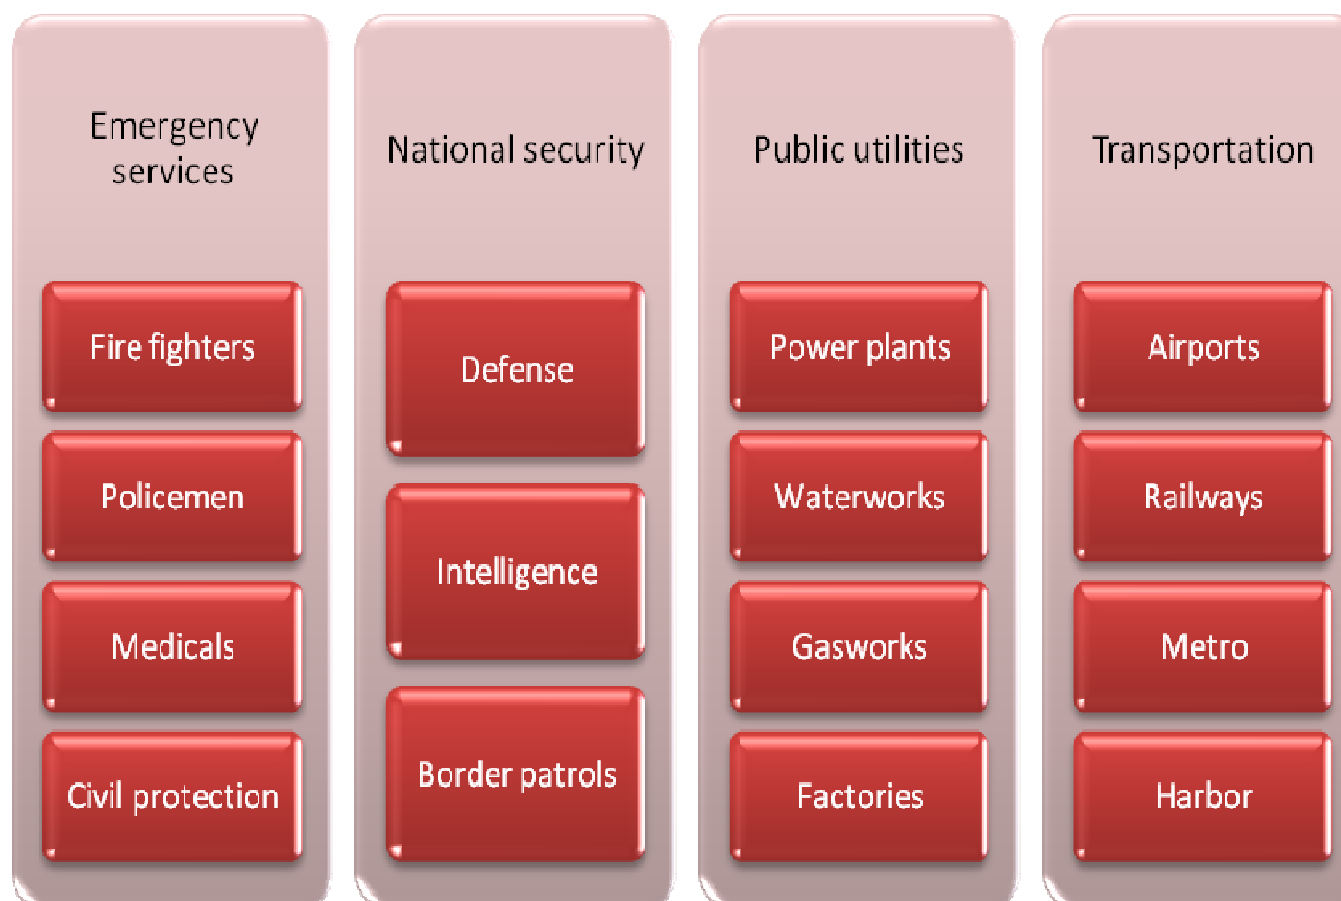 Emergency
services
Fire fighters
Policemen
Medicals
Civil protection
National security
Defense
Intelligence
Border patrols
Public utilities
Power plants
Waterworks
Gasworks
Factories
Transportation
Airports
Railways
Metro
Harbor